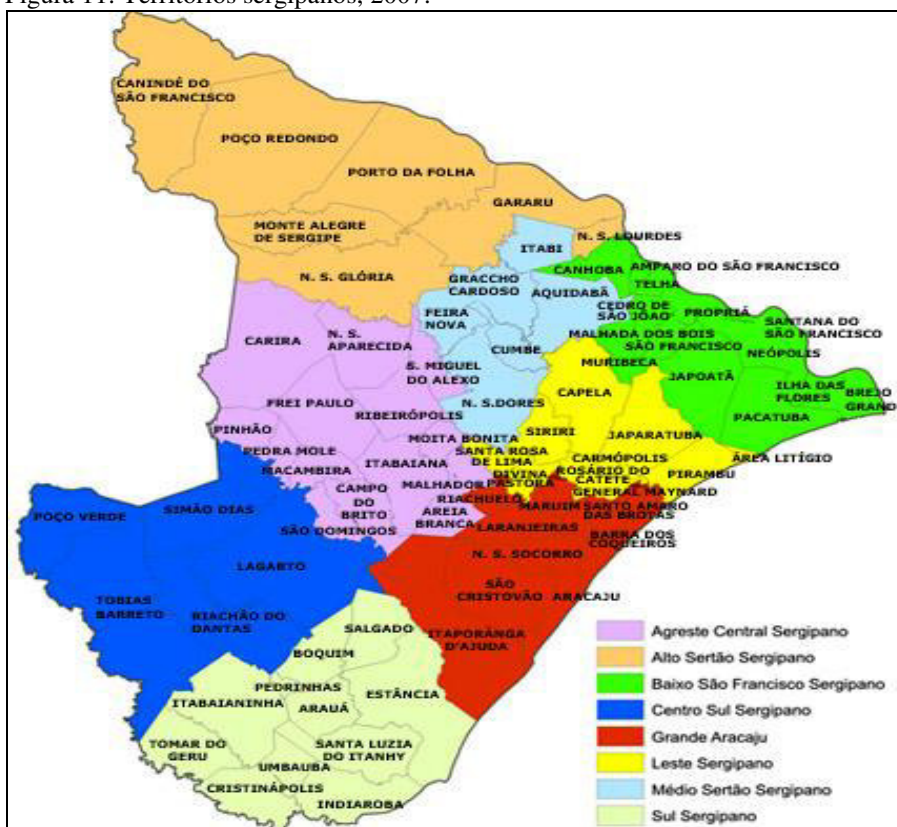 Figura 11: Territórios sergipanos, 2007.
CANINDÉ DO
SÃO FRANCISCO
POÇO REDONDO
PORTO DA FOLHA
GARARU
MONTE ALEGRE
DE SERGIPE
N. S. LOURDES
ITABI
N. S. GLÓRIA
GRACCHO
CARDOSO
CANHOBA
AMPARO DO SÃO FRANCISCO
TELHA
AQUIDABÃ
CEDRO DE
SÃO JOÃO
PROPRIÁ
SANTANA DO
SÃO FRANCISCO
FEIRA
NOVA
CARIRA
N. S.
APARECIDA
MALHADA DOS BOIS
SÃO FRANCISCO
NEÓPOLIS
CUMBE
S. MIGUEL
DO ALEXO
MURIBECA
JAPOATÃ
ILHA DAS
FLORES
BREJO
GRAND
CAPELA
FREI PAULO
RIBEIRÓPOLIS
N. S.DORES
PACATUBA
PINHÃO
SIRIRI
JAPARATUBA
MOITA BONITA
PEDRA MOLE
SANTA ROSA
DE LIMA
CARMÓPOLIS
ÁREA LITÍGIO
MACAMBIRA
ITABAIANA
DIVINA
PASTORA
ROSÁRIO DO
CATETE
PIRAMBU
CAMPO
DO
BRITO
MALHADOR
RIACHUELO
GENERAL MAYNARD
AREIA
BRANCA
MARUIM
SANTO AMARO
DAS BROTAS
POÇO VERDE
SIMÃO DIAS
SÃO DOMINGOS
LARANJEIRAS
BARRA DOS
COQUEIROS
LAGARTO
N. S. SOCORRO
SÃO
CRISTOVÃO
ARACAJU
TOBIAS
BARRETO
RIACHÃO DO
DANTAS
SALGADO
ITAPORÂNGA
D'AJUDA
BOQUIM
PEDRINHAS
ITABAIANINHA
ARAUÁ
ESTÂNCIA
TOMAR DO
GERU
SANTA LUZIA
DO ITANHY
UMBAUBÁ
CRISTINÁPOLIS
INDIAROBA
Agreste Central Sergipano
Alto Sertão Sergipano
Baixo São Francisco Sergipano
Centro Sul Sergipano
Grande Aracaju
Leste Sergipano
Médio Sertão Sergipano
Sul Sergipano